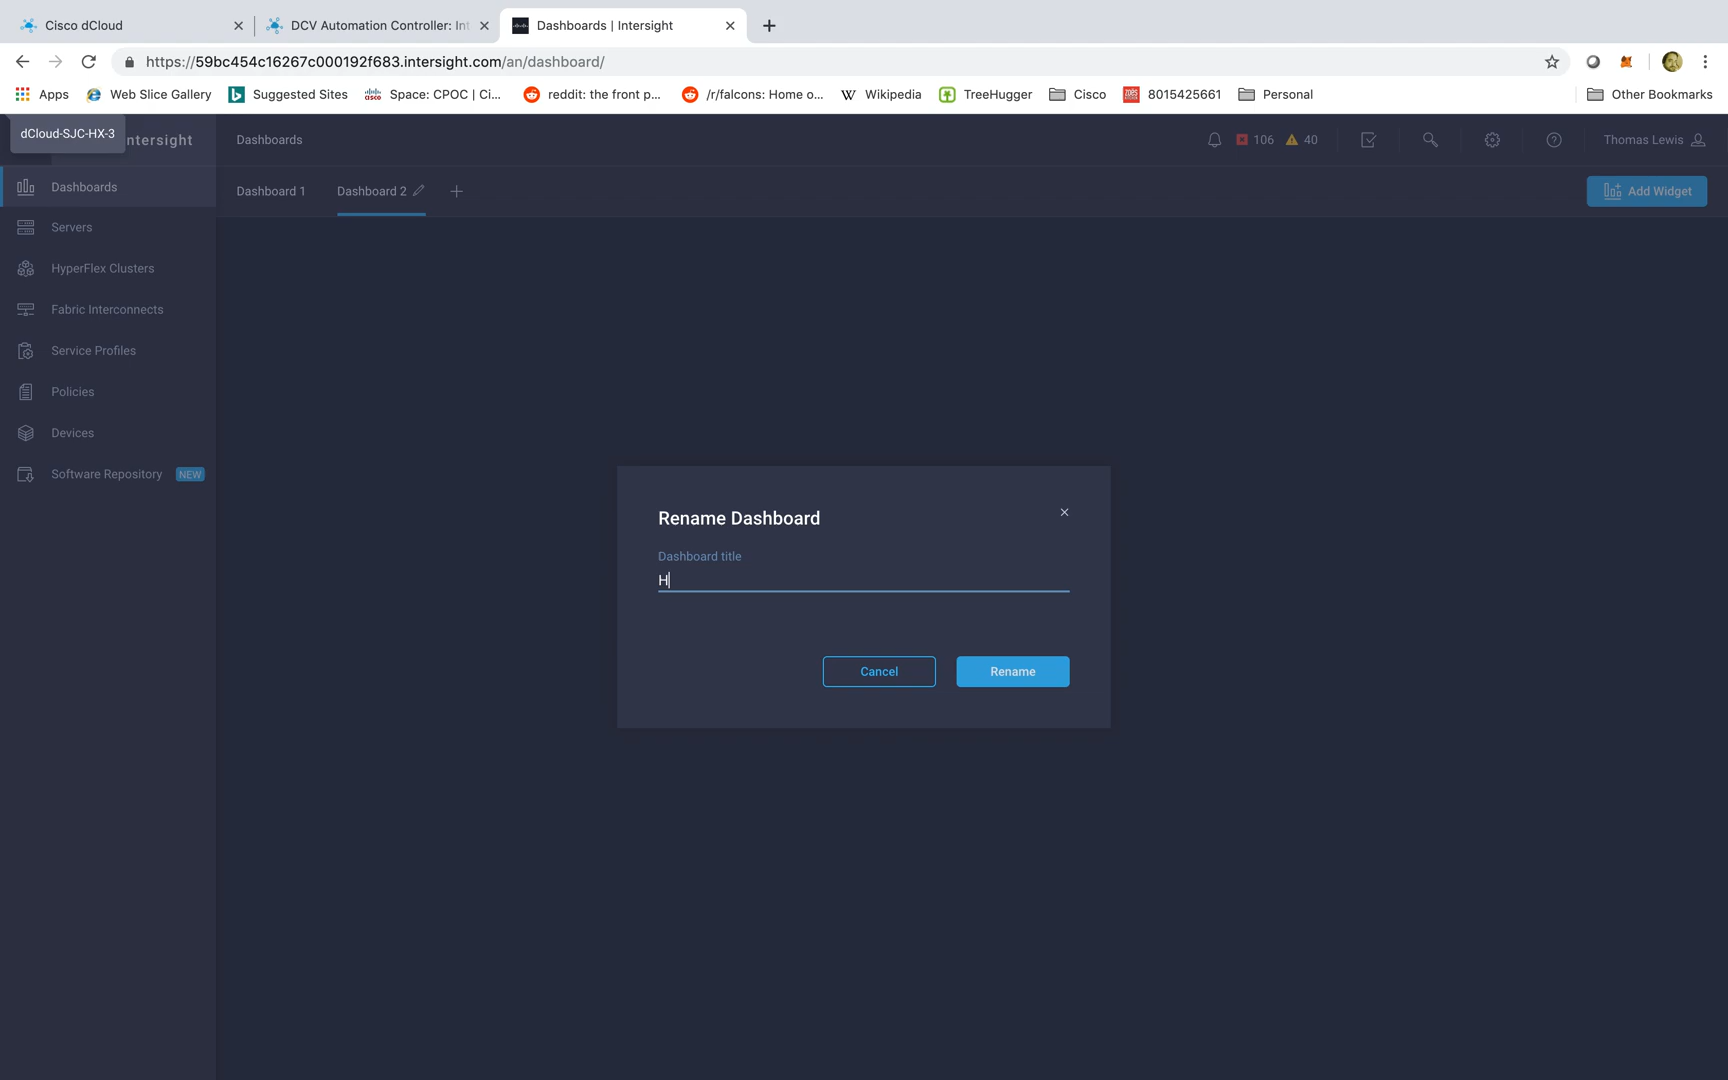 Cisco dCloud
DCV Automation Controller: Int
Dashboards | Intersight
https://59bc454c16267c000192f683.intersight.com/an/dashboard/
Apps
Web Slice Gallery
Suggested Sites
Space: CPOC | Ci...
reddit: the front p...
/r/falcons: Home o...
Wikipedia
TreeHugger
Cisco
8015425661
Personal
Other Bookmarks
dCloud-SJC-HX-3
ntersight
Dashboards
106
40
Thomas Lewis
Dashboards
Servers
HyperFlex Clusters
Fabric Interconnects
Service Profiles
Policies
Devices
Software Repository NEW
Dashboard 1
Dashboard 2
Add Widget
Rename Dashboard
Dashboard title
H
Cancel
Rename